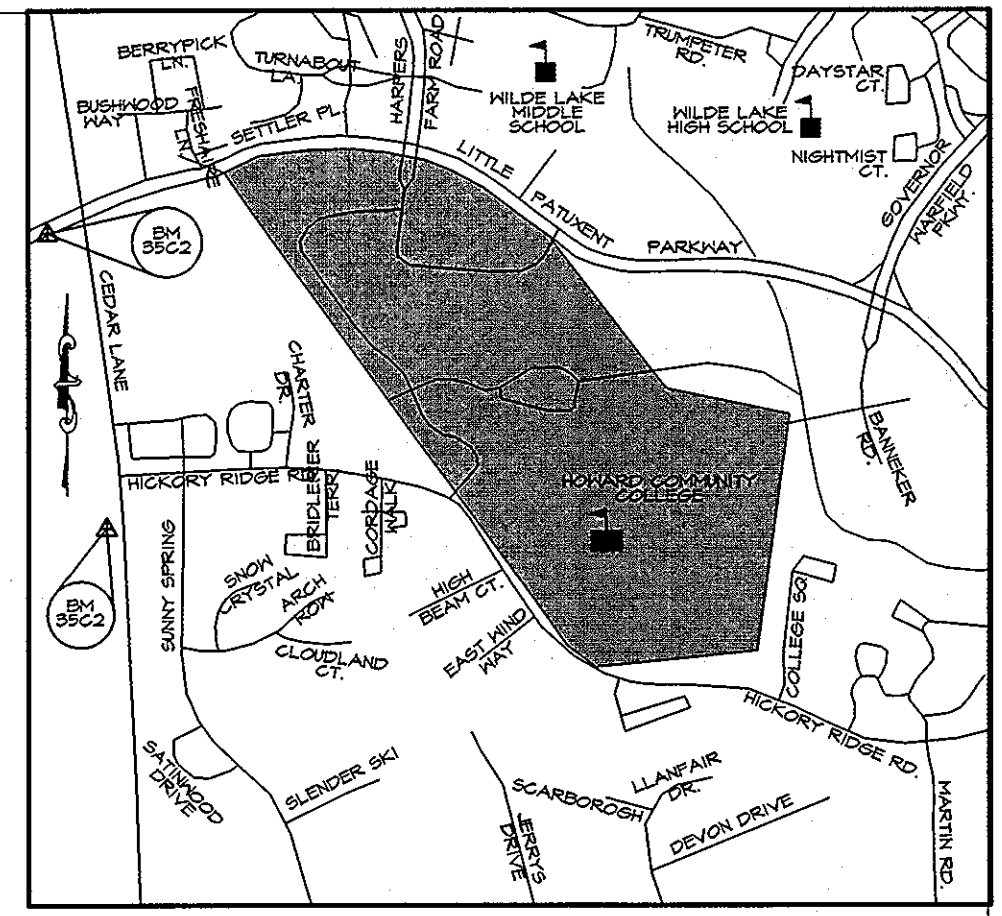 BERRYPICK
LN.
TURNABOUT
LA.
HARPERS
FARM ROAD
TRUMPETER
RD.
DAYSTAR
CT.
BUSHWOOD
WAY
FRESHAIRE
LN.
SETTLER PL.
WILDE LAKE
MIDDLE
SCHOOL
WILDE LAKE
HIGH SCHOOL
NIGHTMIST
CT.
LITTLE
PATUXENT
PARKWAY
GOVERNOR
WARFIELD
PKWY.
BM
35C2
CEDAR LANE
CHARTER
DR.
HICKORY RIDGE RD
BRIDLERER
TERR
CORDAGE
WALK
BANNEKER
RD.
HOWARD COMMUNITY
COLLEGE
BM
35C2
SUNNY SPRING
SNOW
CRYSTAL
ARCH
ROW
CLOUDLAND
CT.
HIGH
BEAM CT.
EAST WIND
WAY
COLLEGE SQ.
HICKORY RIDGE RD.
SATINWOOD
DRIVE
SLENDER SKI
JERRYS
DRIVE
SCARBOROGH
LLANFAIR
DR.
DEVON DRIVE
MARTIN RD.